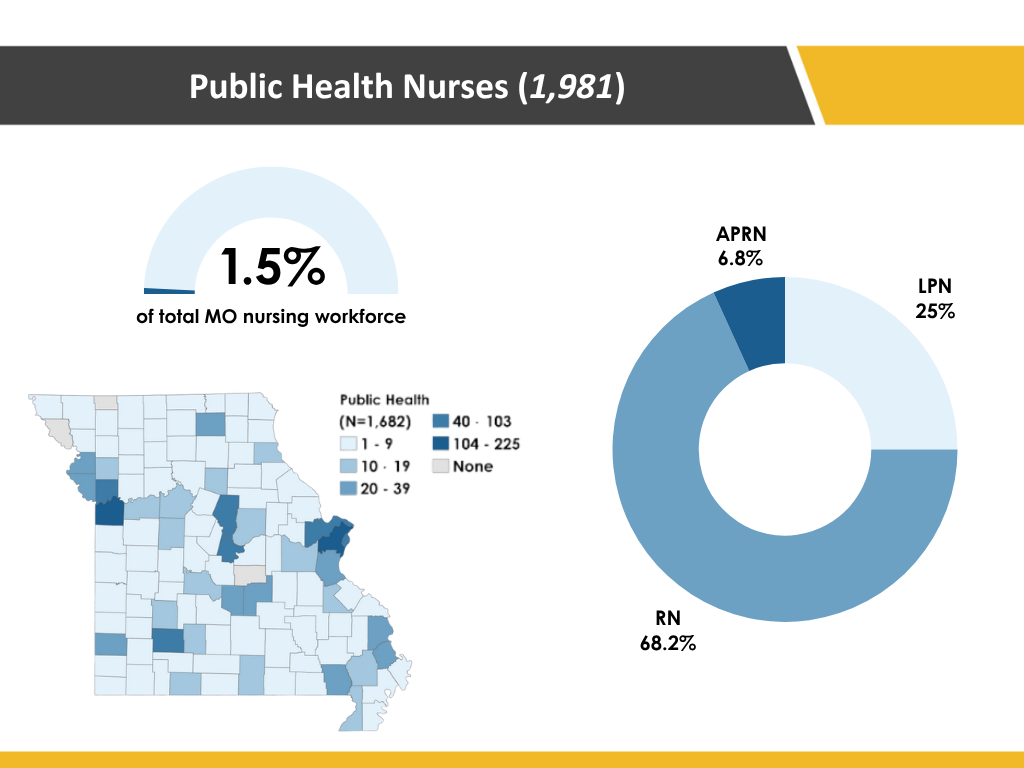 Public Health Nurses (1,981)
1.5%
of total MO nursing workforce
Public Health
(N=1,682)
1 - 9
10 - 19
20 - 39
40 - 103
104 - 225
None
APRN
6.8%
LPN
25%
RN
68.2%